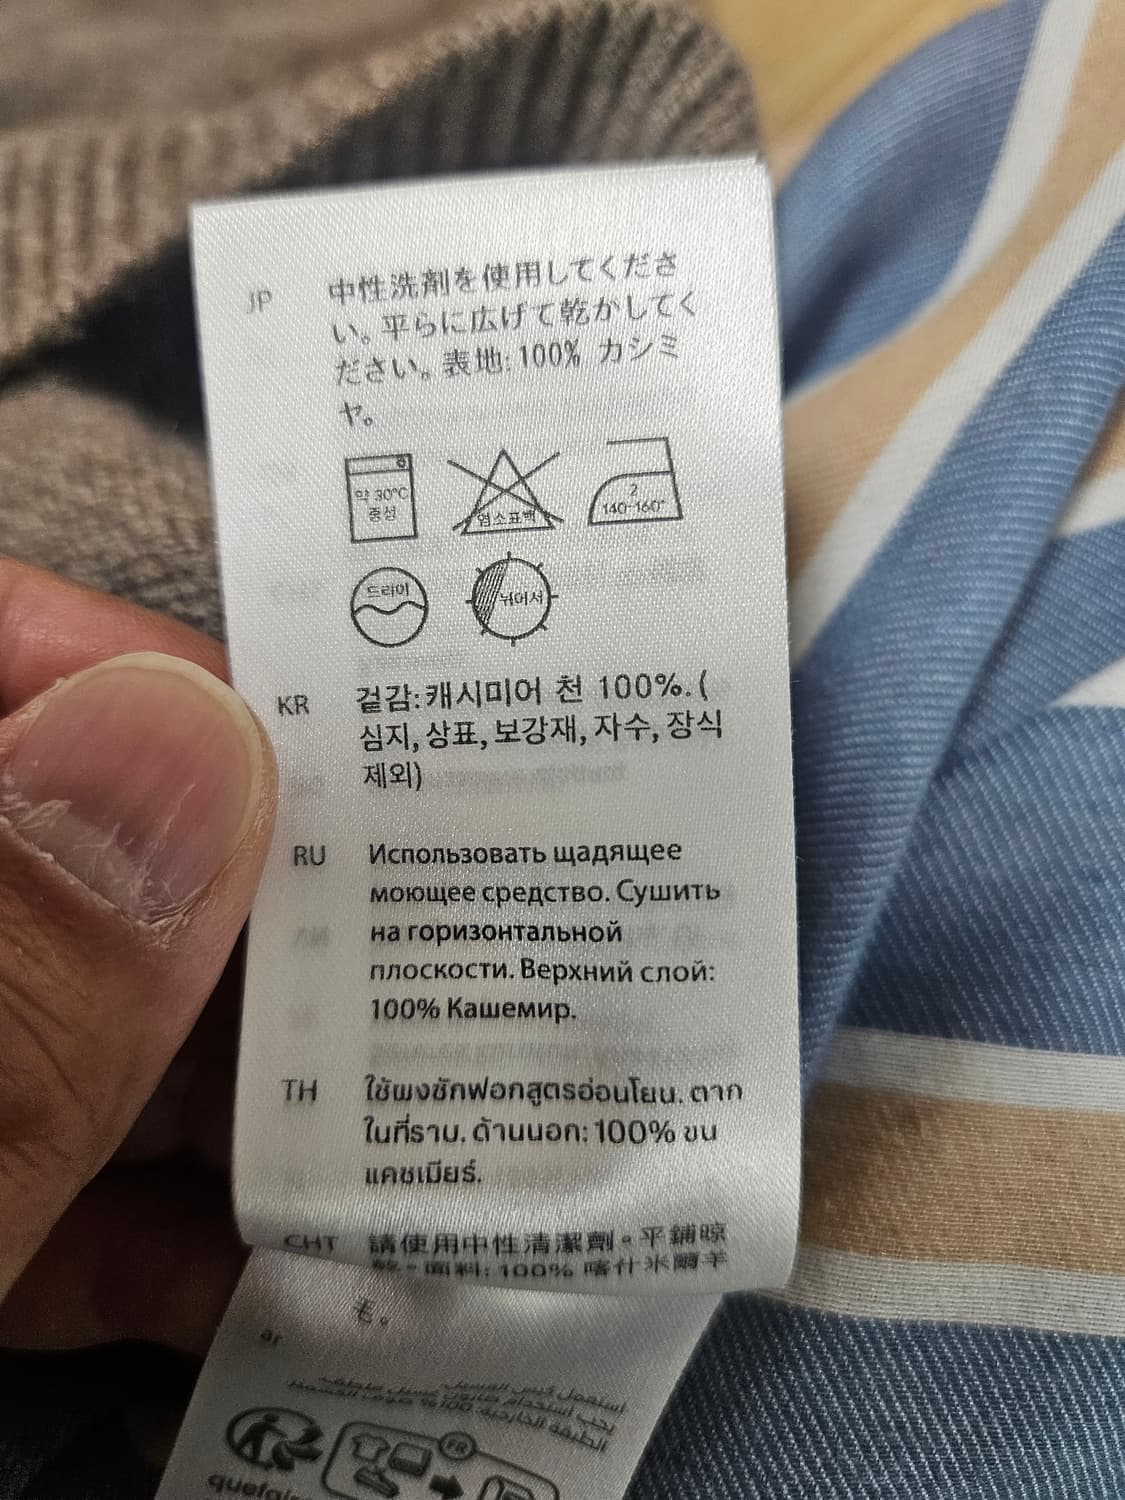 JP 中性洗剤を使用してくださ
い。平らに広げて乾かしてく
ださい。表地: 100% カシミ
ヤ。
약 30°C
중성
염소표백
2
140-160°
드라이
뉘어서
KR 겉감: 캐시미어 천 100%. (
심지, 상표, 보강재, 자수, 장식
제외)
RU Использовать щадящее
моющее средство. Сушить
на горизонтальной
плоскости. Верхний слой:
100% Кашемир.
TH ใช้ผงซักฟอกสูตรอ่อนโยน. ตาก
ในที่ราบ. ด้านนอก: 100% ขน
แคชเมียร์.
CHT 請使用中性清潔劑。平鋪晾
乾。面料: 100% 喀什米爾羊
毛。
ar
FR